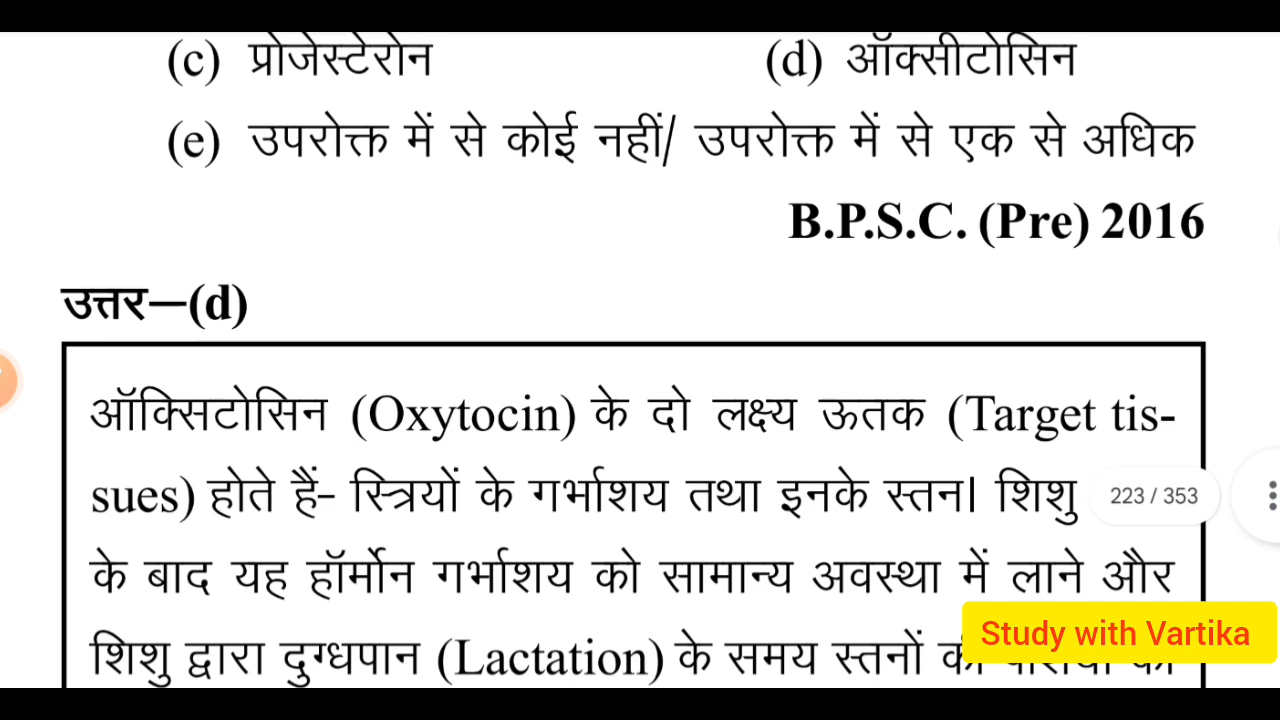 (c) प्रोजेस्टेरोन (d) ऑक्सीटोसिन
(e) उपरोक्त में से कोई नहीं/ उपरोक्त में से एक से अधिक
B.P.S.C. (Pre) 2016
उत्तर—(d)
ऑक्सिटोसिन (Oxytocin) के दो लक्ष्य ऊतक (Target tis-
sues) होते हैं- स्त्रियों के गर्भाशय तथा इनके स्तन। शिशु
223 / 353
के बाद यह हॉर्मोन गर्भाशय को सामान्य अवस्था में लाने और
शिशु द्वारा दुग्धपान (Lactation) के समय स्तनों
Study with Vartika